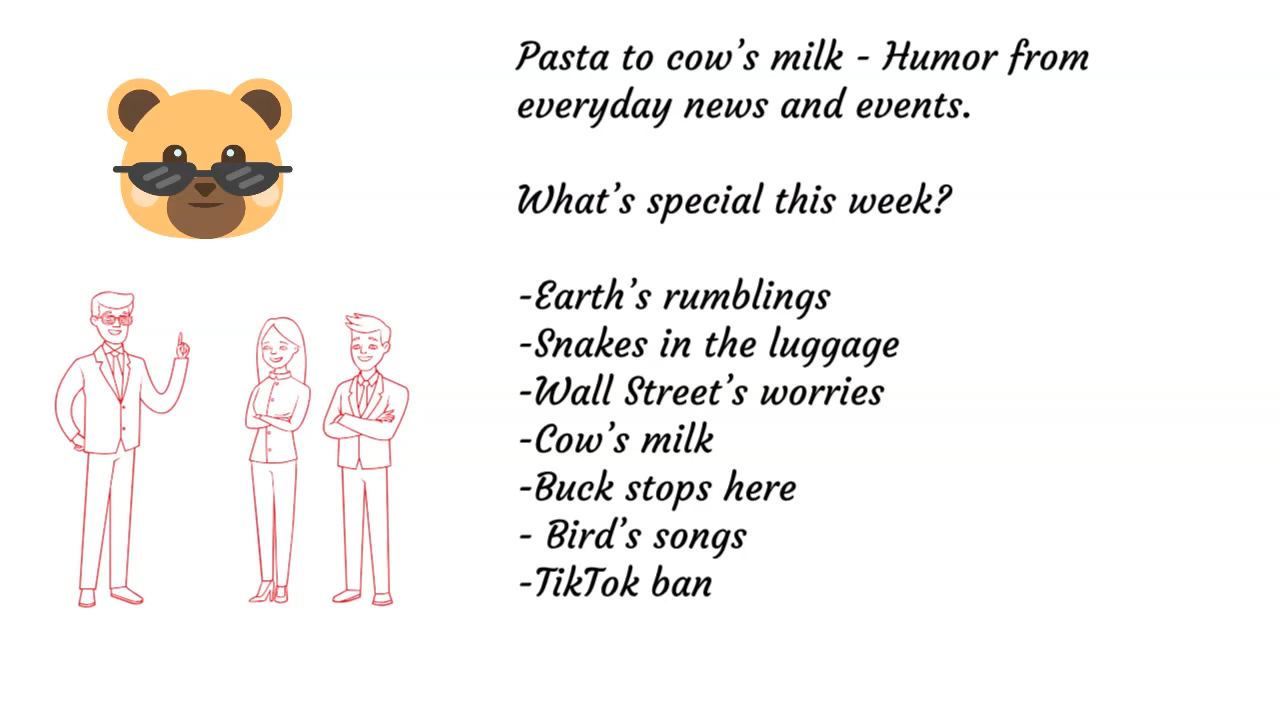 Pasta to cow's milk - Humor from
everyday news and events.
What's special this week?
-Earth's rumblings
-Snakes in the luggage
-Wall Street's worries
-Cow's milk
-Buck stops here
- Bird's songs
-TikTok ban